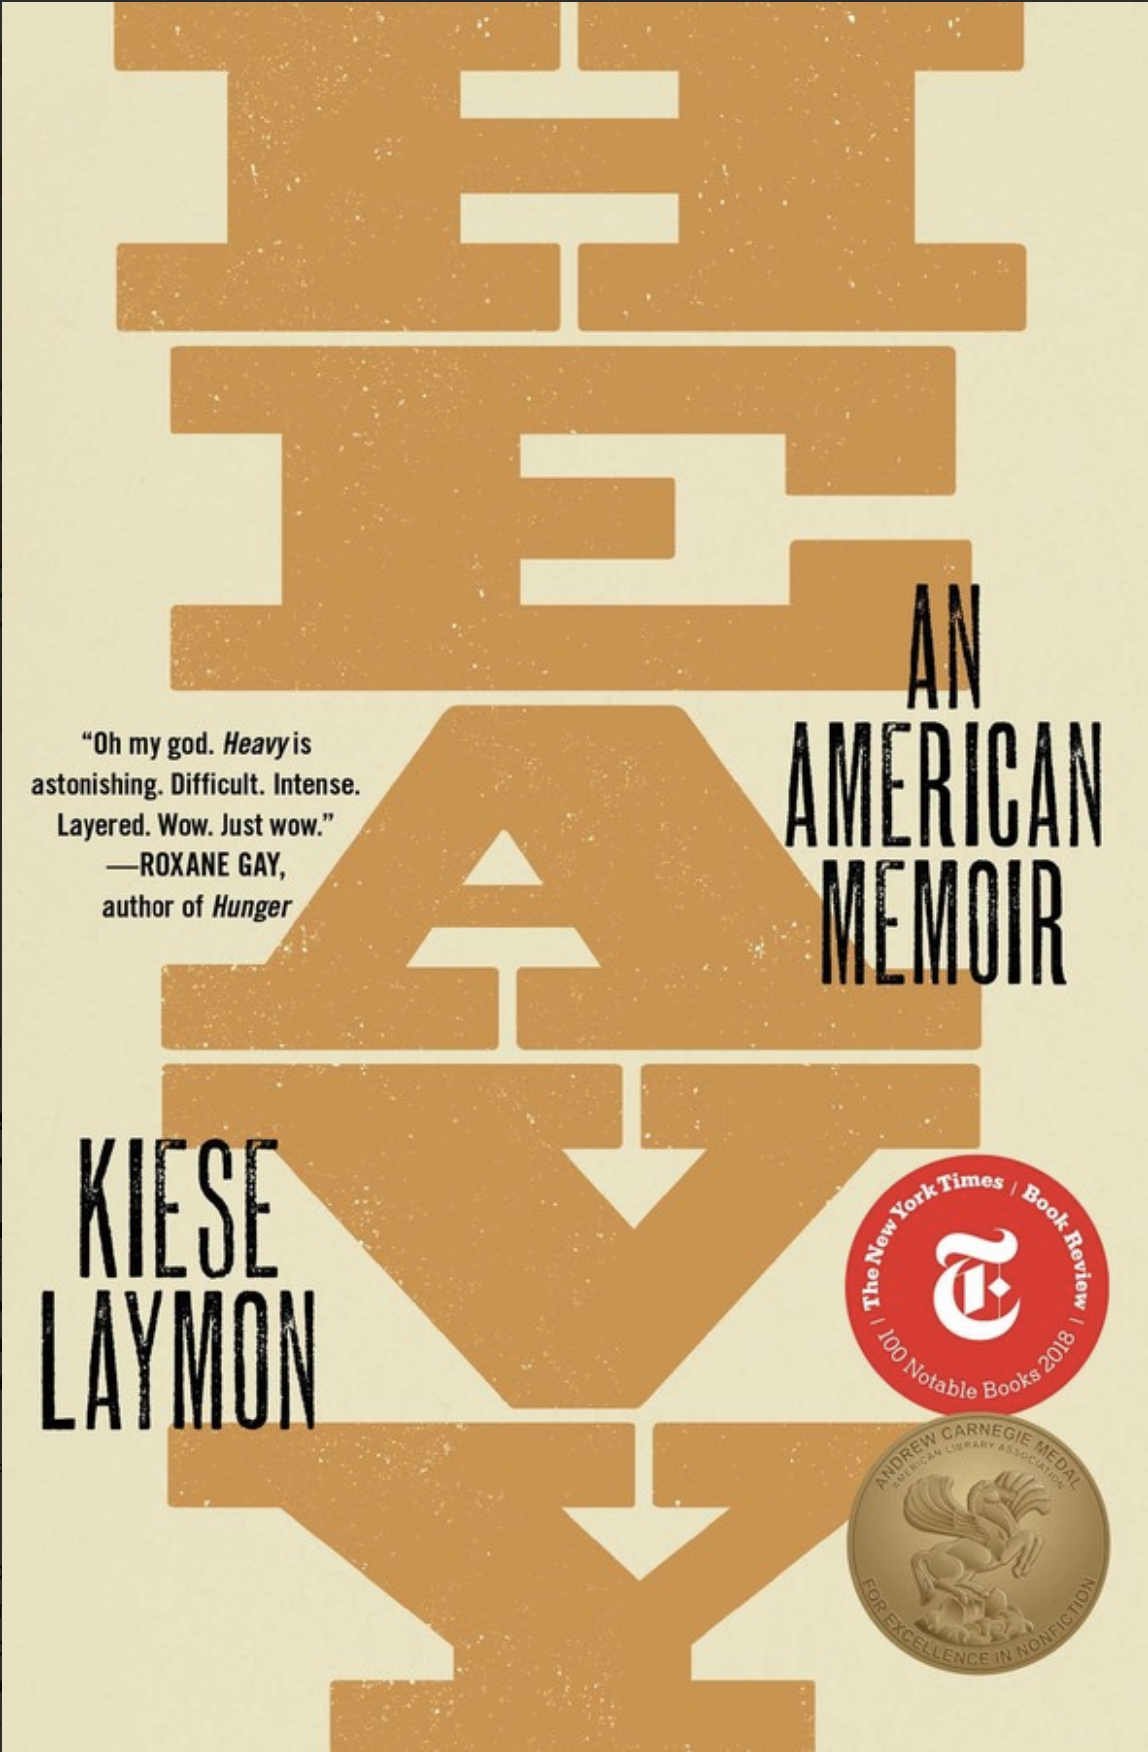 HEAVY
AN
AMERICAN
MEMOIR
“Oh my god. Heavy is
astonishing. Difficult. Intense.
Layered. Wow. Just wow.”
—ROXANE GAY,
author of Hunger
KIESE
LAYMON
The New York Times | Book Review
| 100 Notable Books 2018 |
T
ANDREW CARNEGIE MEDAL
AMERICAN LIBRARY ASSOCIATION
FOR EXCELLENCE IN NONFICTION